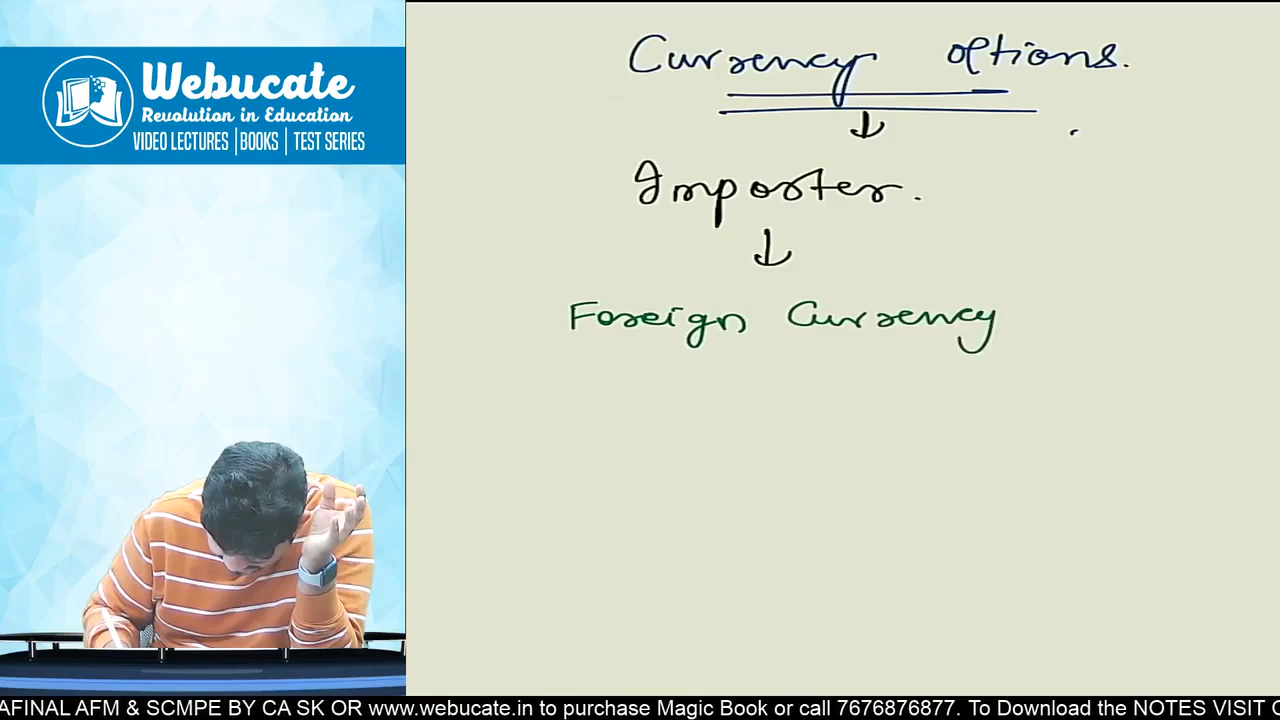 Webucate
Revolution in Education
VIDEO LECTURES | BOOKS | TEST SERIES
Currency options.
Importer.
Foreign Currency
AFINAL AFM & SCMPE BY CA SK OR www.webucate.in to purchase Magic Book or call 7676876877. To Download the NOTES VISIT